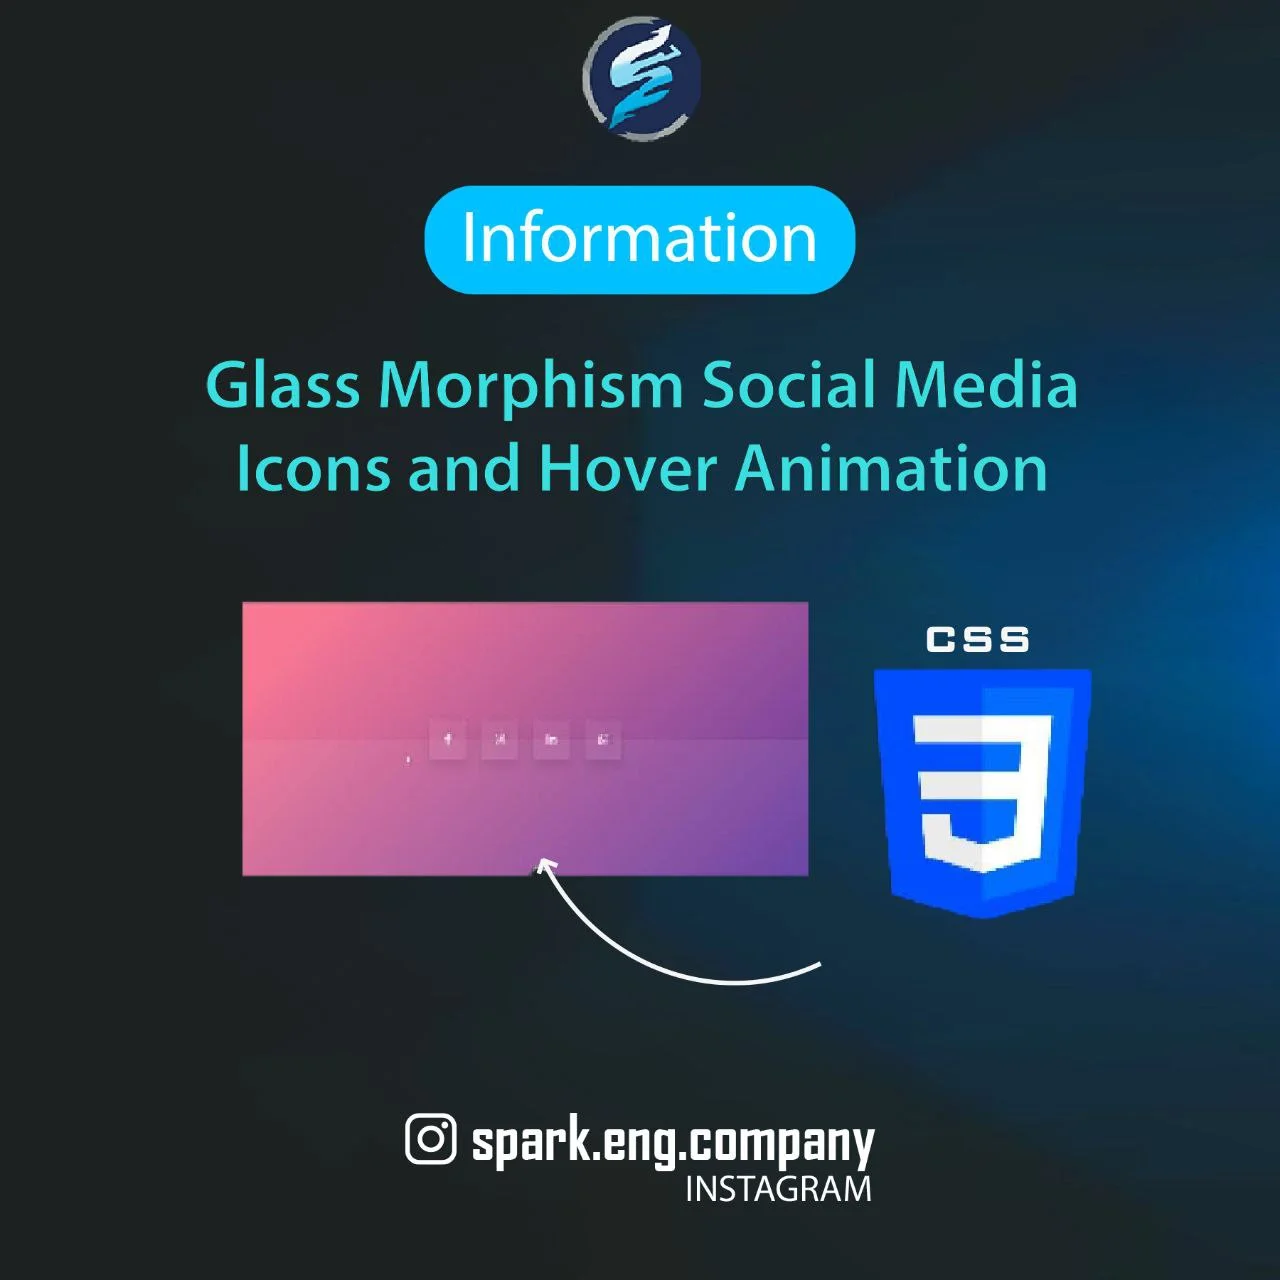 Information
Glass Morphism Social Media
Icons and Hover Animation
CSS
spark.eng.company
INSTAGRAM